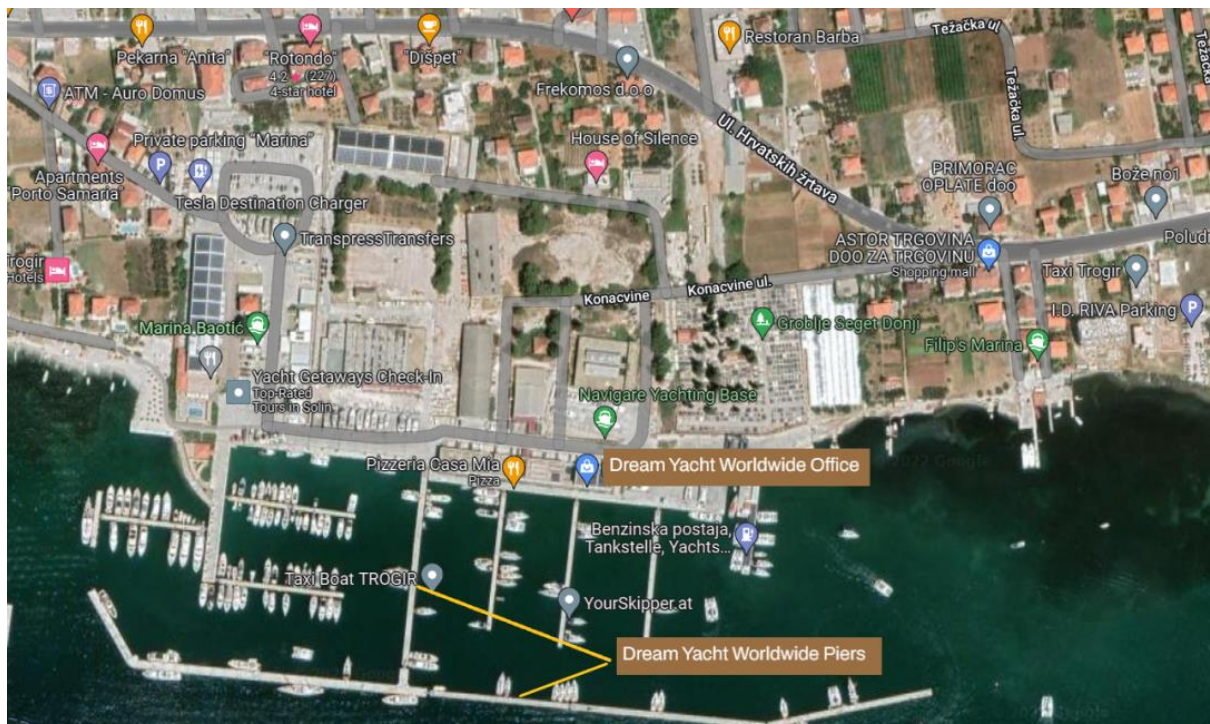 Pekarna "Anita"
"Rotondo"
4.2 ★ (227)
4-star hotel
"Dišpet"
Restoran Barba
Težačka ul
Težačka ul.
Težačka
ATM - Auro Domus
Frekomos d.o.o
Ul. Hrvatskih žrtava
Private parking "Marina"
House of Silence
Apartments
"Porto Samaria"
Tesla Destination Charger
PRIMORAC
OPLATE doo
Bože no1
TranspressTransfers
ASTOR TRGOVINA
DOO ZA TRGOVINU
Shopping mall
Trogir
Hotels
Taxi Trogir
Konacvine
Konacvine ul.
I.D. RIVA Parking
Marina Baotić
Groblje Seget Donji
Filip's Marina
Yacht Getaways Check-In
Top-Rated
Tours in Solin
Navigare Yachting Base
Pizzeria Casa Mia
Pizza
Dream Yacht Worldwide Office
Benzinska postaja,
Tankstelle, Yachts...
Taxi Boat TROGIR
YourSkipper.at
Dream Yacht Worldwide Piers